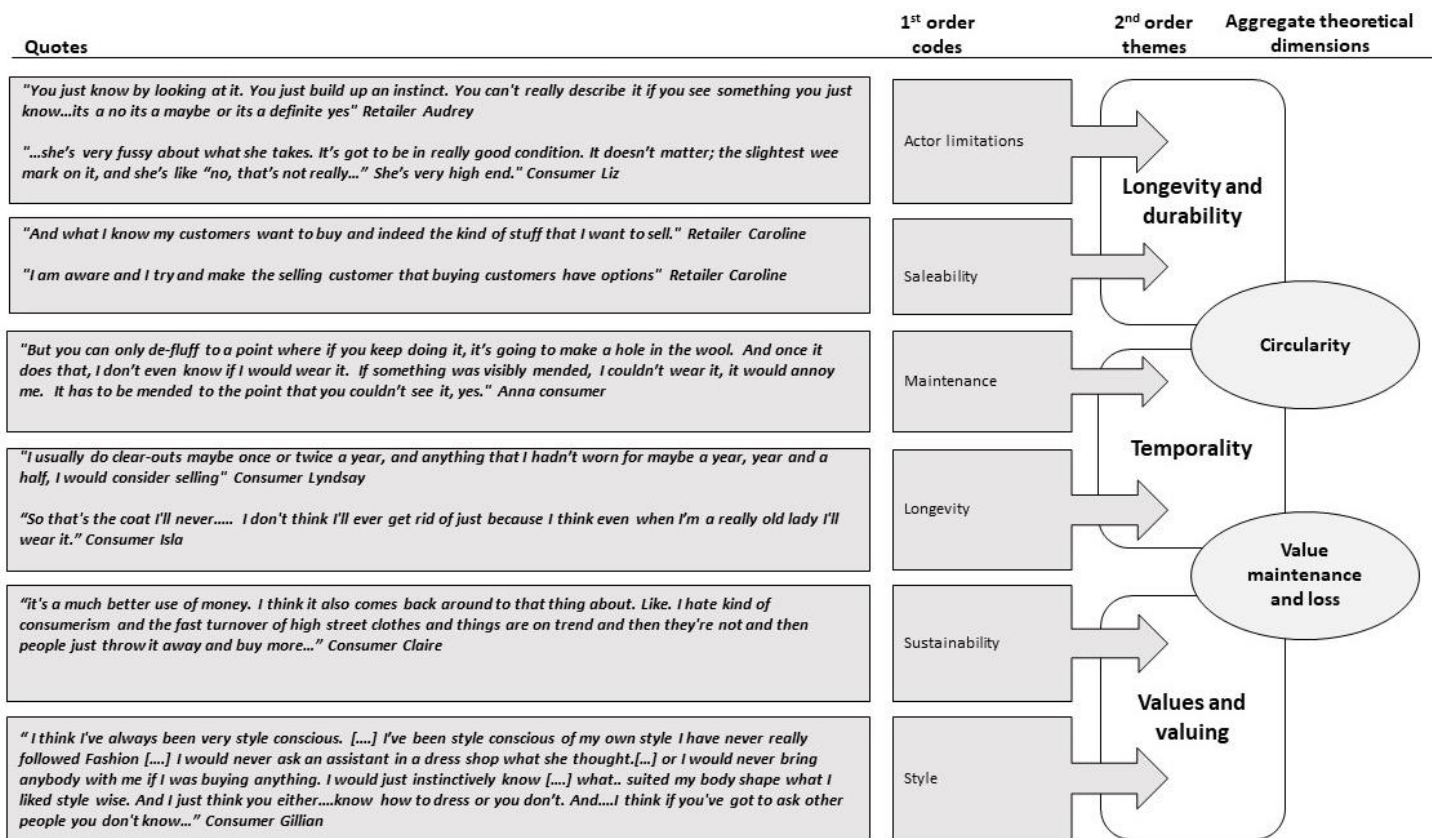 Quotes
1st order
codes
2nd order
themes
Aggregate theoretical
dimensions
"You just know by looking at it. You just build up an instinct. You can't really describe it if you see something you just
know...its a no its a maybe or its a definite yes" Retailer Audrey
"...she's very fussy about what she takes. It's got to be in really good condition. It doesn't matter; the slightest wee
mark on it, and she's like "no, that's not really..." She's very high end." Consumer Liz
Actor limitations
Longevity and
durability
"And what I know my customers want to buy and indeed the kind of stuff that I want to sell." Retailer Caroline
"I am aware and I try and make the selling customer that buying customers have options" Retailer Caroline
Saleability
Circularity
"But you can only de-fluff to a point where if you keep doing it, it's going to make a hole in the wool. And once it
does that, I don't even know if I would wear it. If something was visibly mended, I couldn't wear it, it would annoy
me. It has to be mended to the point that you couldn't see it, yes." Anna consumer
Maintenance
Temporality
"I usually do clear-outs maybe once or twice a year, and anything that I hadn't worn for maybe a year, year and a
half, I would consider selling" Consumer Lyndsay
"So that's the coat I'll never..... I don't think I'll ever get rid of just because I think even when I'm a really old lady I'll
wear it." Consumer Isla
Longevity
Value
maintenance
and loss
"it's a much better use of money. I think it also comes back around to that thing about. Like. I hate kind of
consumerism and the fast turnover of high street clothes and things are on trend and then they're not and then
people just throw it away and buy more..." Consumer Claire
Sustainability
Values and
valuing
" I think I've always been very style conscious. [....] I've been style conscious of my own style I have never really
followed Fashion [....] I would never ask an assistant in a dress shop what she thought.[...] or I would never bring
anybody with me if I was buying anything. I would just instinctively know [....] what.. suited my body shape what I
liked style wise. And I just think you either....know how to dress or you don't. And....I think if you've got to ask other
people you don't know..." Consumer Gillian
Style